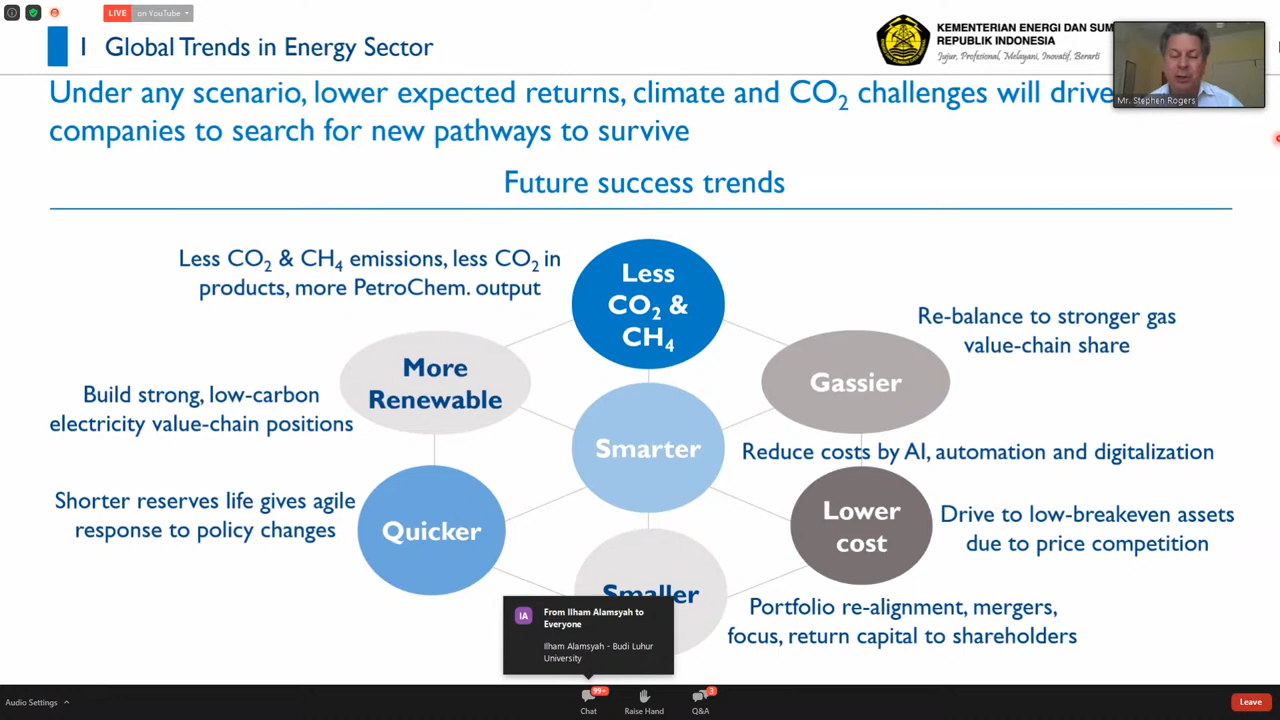 LIVE on YouTube
I Global Trends in Energy Sector
KEMENTERIAN ENERGI DAN
REPUBLIK INDONESIA
Jujur, Profesional, Melayani, Inovatif, Berarti
Mr. Stephen Rogers
Under any scenario, lower expected returns, climate and CO₂ challenges will drive
companies to search for new pathways to survive
Future success trends
Less CO₂ & CH₄ emissions, less CO₂ in
products, more PetroChem. output
Less
CO₂ &
CH₄
Re-balance to stronger gas
value-chain share
More
Renewable
Gassier
Build strong, low-carbon
electricity value-chain positions
Smarter
Reduce costs by AI, automation and digitalization
Shorter reserves life gives agile
response to policy changes
Quicker
Lower
cost
Drive to low-breakeven assets
due to price competition
Smaller
Portfolio re-alignment, mergers,
focus, return capital to shareholders
IA
From Ilham Alamsyah to
Everyone
Ilham Alamsyah - Budi Luhur
University
Audio Settings
99+
Chat
Raise Hand
3
Q&A
Leave